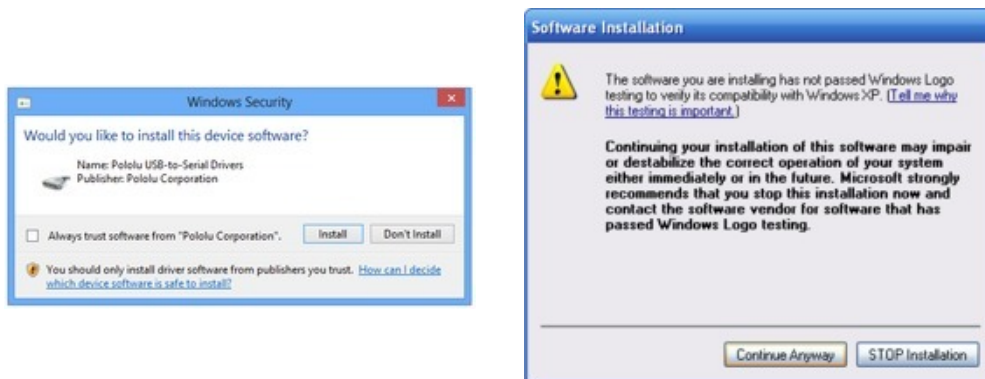 Windows Security
Would you like to install this device software?
Name: Pololu USB-to-Serial Drivers
Publisher: Pololu Corporation
Always trust software from "Pololu Corporation".
Install
Don't Install
You should only install driver software from publishers you trust. How can I decide
which device software is safe to install?
Software Installation
The software you are installing has not passed Windows Logo
testing to verify its compatibility with Windows XP. (Tell me why
this testing is important.)
Continuing your installation of this software may impair
or destabilize the correct operation of your system
either immediately or in the future. Microsoft strongly
recommends that you stop this installation now and
contact the software vendor for software that has
passed Windows Logo testing.
Continue Anyway
STOP Installation